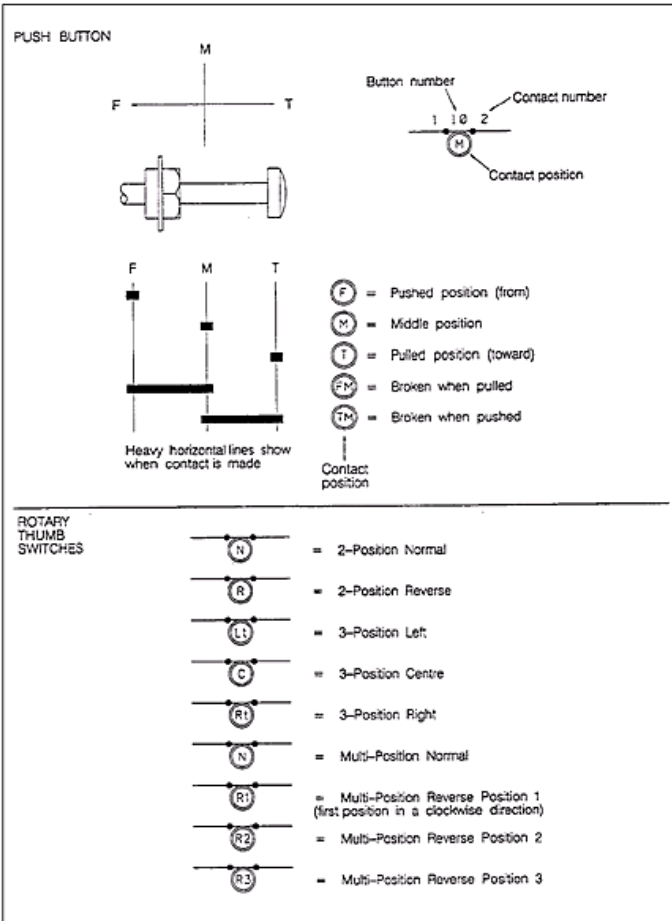 PUSH BUTTON
M
F
T
Button number
Contact number
1 10 2
M
Contact position
F M T
F = Pushed position (from)
M = Middle position
T = Pulled position (toward)
FM = Broken when pulled
TM = Broken when pushed
Heavy horizontal lines show
when contact is made
Contact
position
ROTARY
THUMB
SWITCHES
N = 2-Position Normal
R = 2-Position Reverse
Lt = 3-Position Left
C = 3-Position Centre
Rt = 3-Position Right
N = Multi-Position Normal
R1 = Multi-Position Reverse Position 1
(first position in a clockwise direction)
R2 = Multi-Position Reverse Position 2
R3 = Multi-Position Reverse Position 3